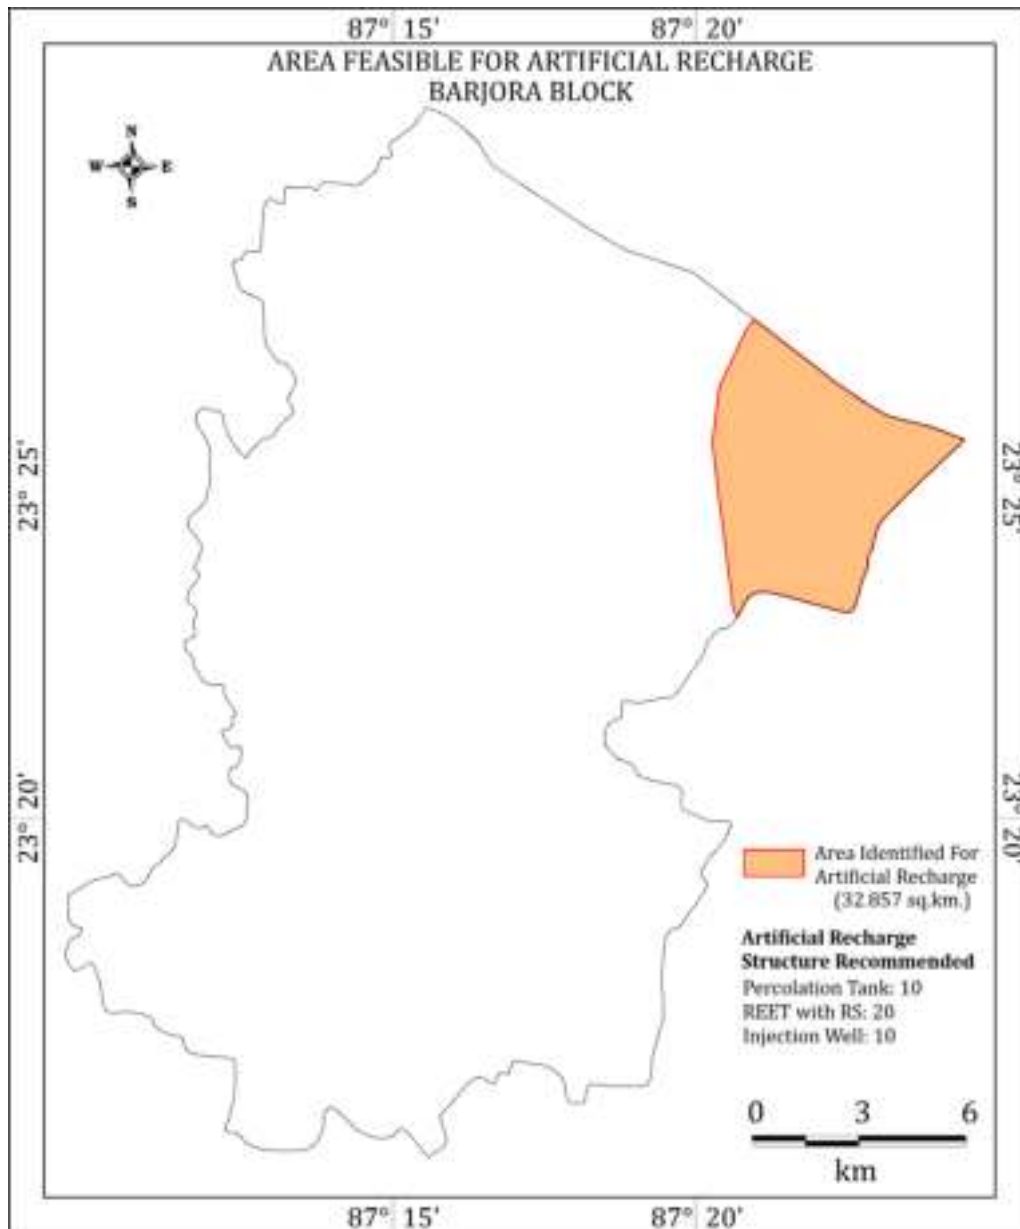 87° 15' 87° 20'
AREA FEASIBLE FOR ARTIFICIAL RECHARGE
BARJORA BLOCK
N
W E
S
23° 25'
23° 25'
23° 20'
23° 20'
Area Identified For
Artificial Recharge
(32.857 sq.km.)
Artificial Recharge
Structure Recommended
Percolation Tank: 10
REET with RS: 20
Injection Well: 10
0 3 6
km
87° 15' 87° 20'